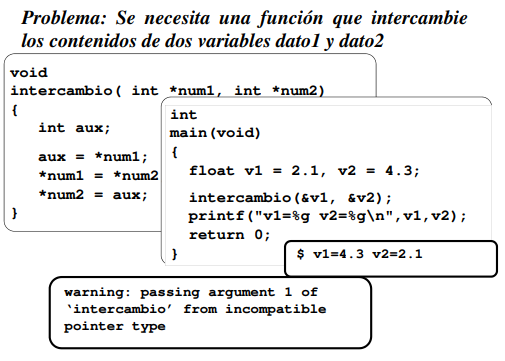 Problema: Se necesita una función que intercambie
los contenidos de dos variables dato1 y dato2
void
intercambio( int *num1, int *num2)
{
int aux;
aux = *num1;
*num1 = *num2
*num2 = aux;
}
int
main(void)
{
float v1 = 2.1, v2 = 4.3;
intercambio(&v1, &v2);
printf("v1=%g v2=%g\n",v1,v2);
return 0;
}
$ v1=4.3 v2=2.1
warning: passing argument 1 of
‘intercambio’ from incompatible
pointer type